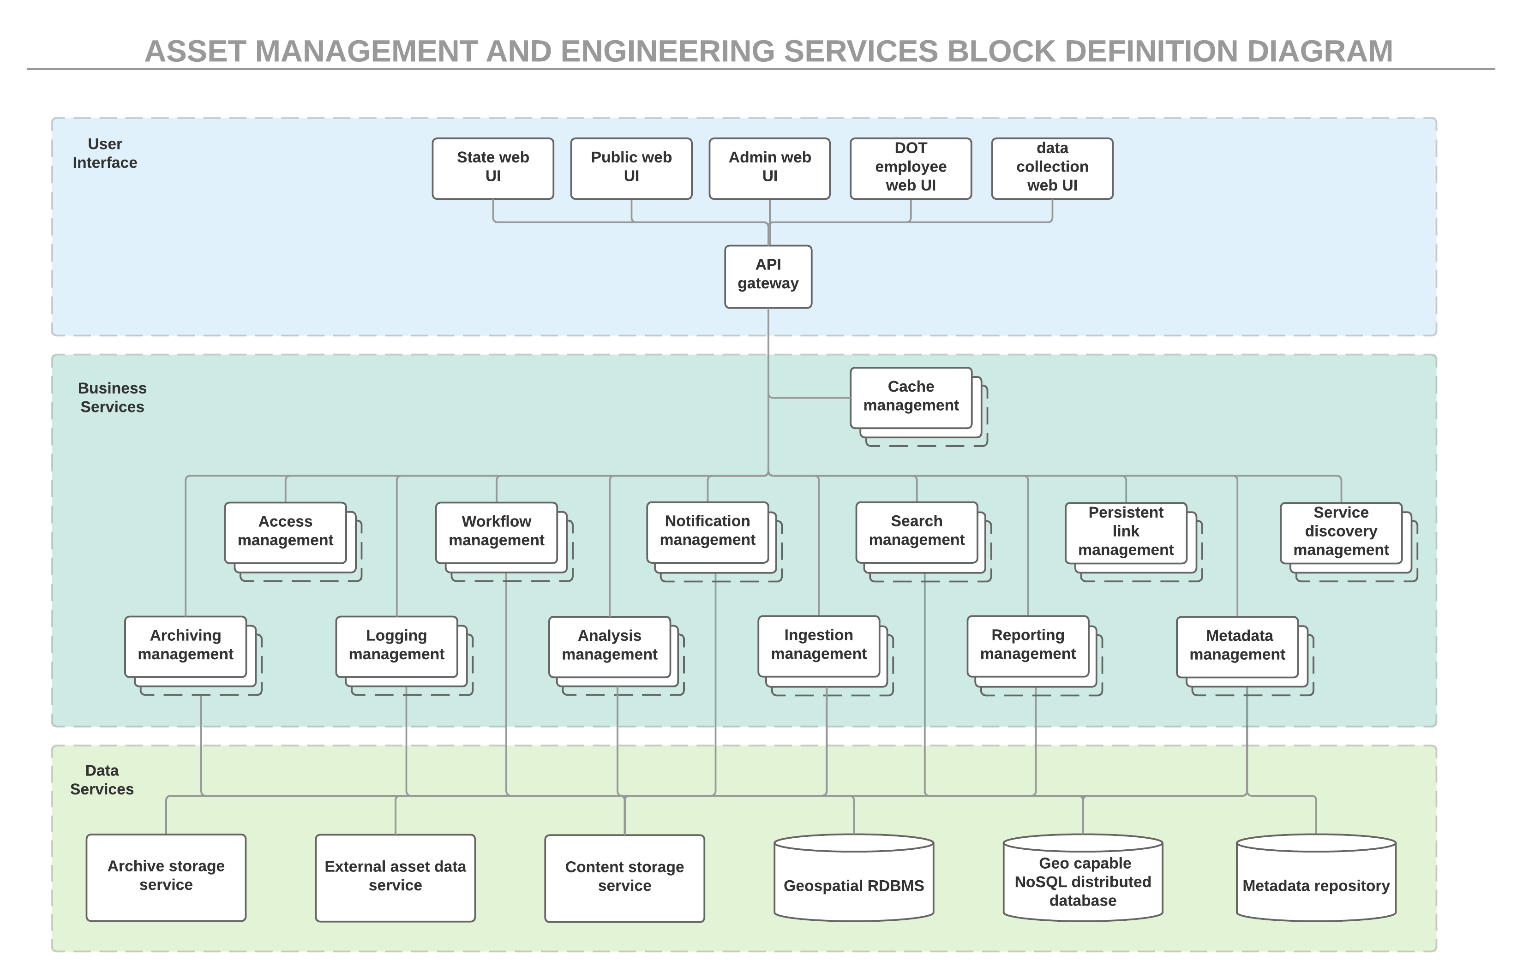 ASSET MANAGEMENT AND ENGINEERING SERVICES BLOCK DEFINITION DIAGRAM
User
Interface
State web
UI
Public web
UI
Admin web
UI
DOT
employee
web UI
data
collection
web UI
API
gateway
Business
Services
Cache
management
Access
management
Workflow
management
Notification
management
Search
management
Persistent
link
management
Service
discovery
management
Archiving
management
Logging
management
Analysis
management
Ingestion
management
Reporting
management
Metadata
management
Data
Services
Archive storage
service
External asset data
service
Content storage
service
Geospatial RDBMS
Geo capable
NoSQL distributed
database
Metadata repository